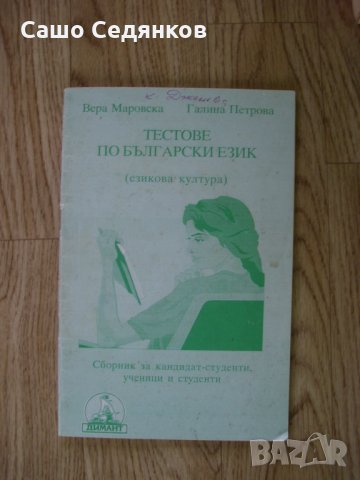 Сашо Седянков
Вера Маровска Галина Петрова
ТЕСТОВЕ
ПО БЪЛГАРСКИ ЕЗИК
(езикова култура)
Сборник за кандидат-студенти,
ученици и студенти
ДИМАНТ
BAZAR